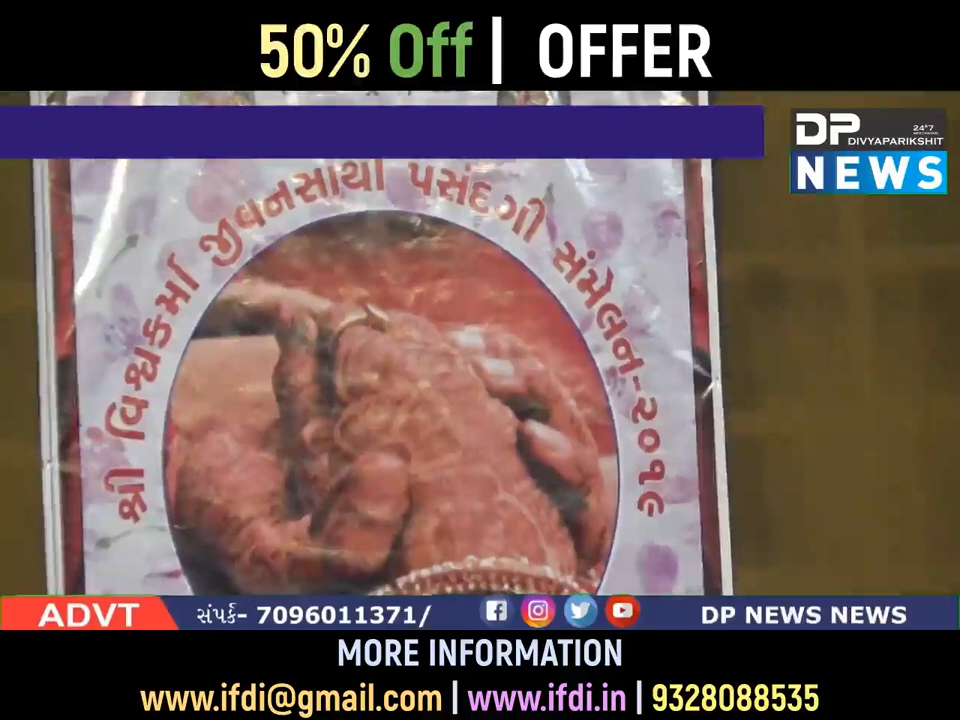 50% Off | OFFER
DP 24*7
DIVYAPARIKSHIT
NEWS
શ્રી વિશ્વકર્મા જીવનસાથી પસંદગી સંમેલન-૨૦૧૯
ADVT સંપર્ક- 7096011371/ DP NEWS NEWS
MORE INFORMATION
www.ifdi@gmail.com | www.ifdi.in | 9328088535